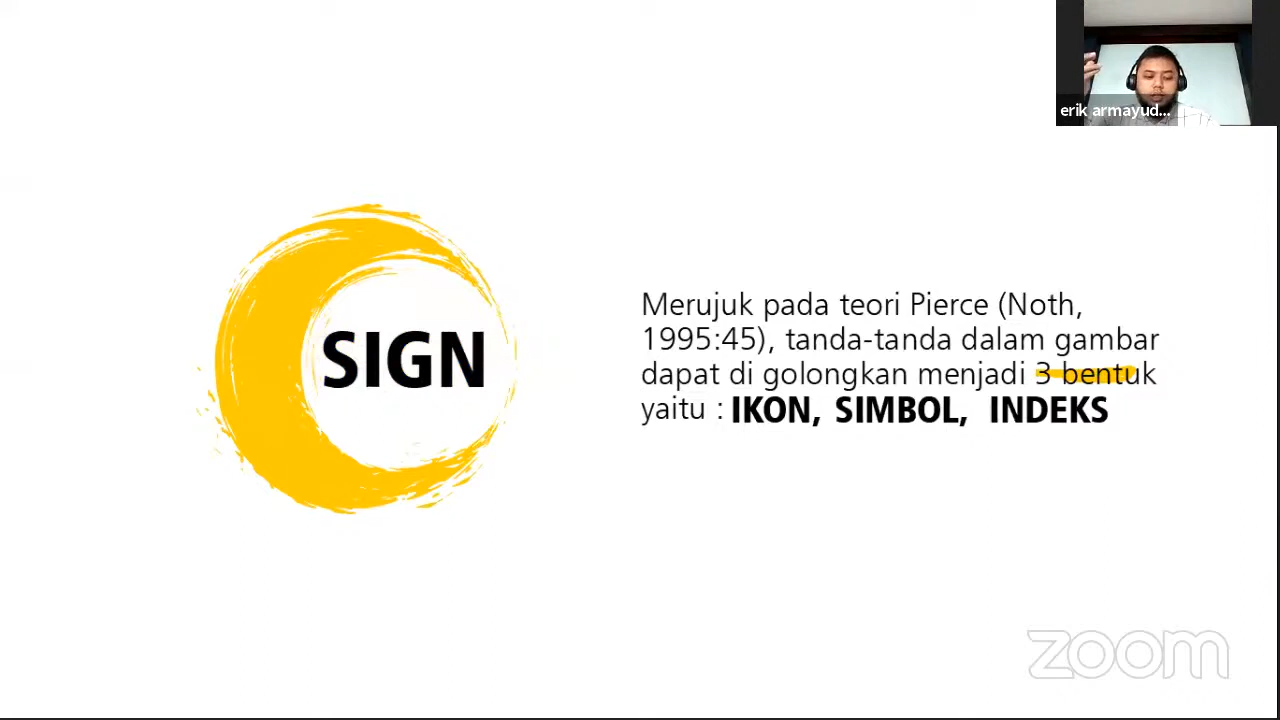 erik armayud...
SIGN
Merujuk pada teori Pierce (Noth,
1995:45), tanda-tanda dalam gambar
dapat di golongkan menjadi 3 bentuk
yaitu : IKON, SIMBOL, INDEKS
zoom